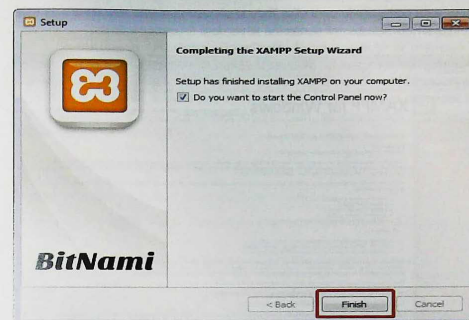 Setup
Completing the XAMPP Setup Wizard
Setup has finished installing XAMPP on your computer.
Do you want to start the Control Panel now?
BitNami
< Back
Finish
Cancel